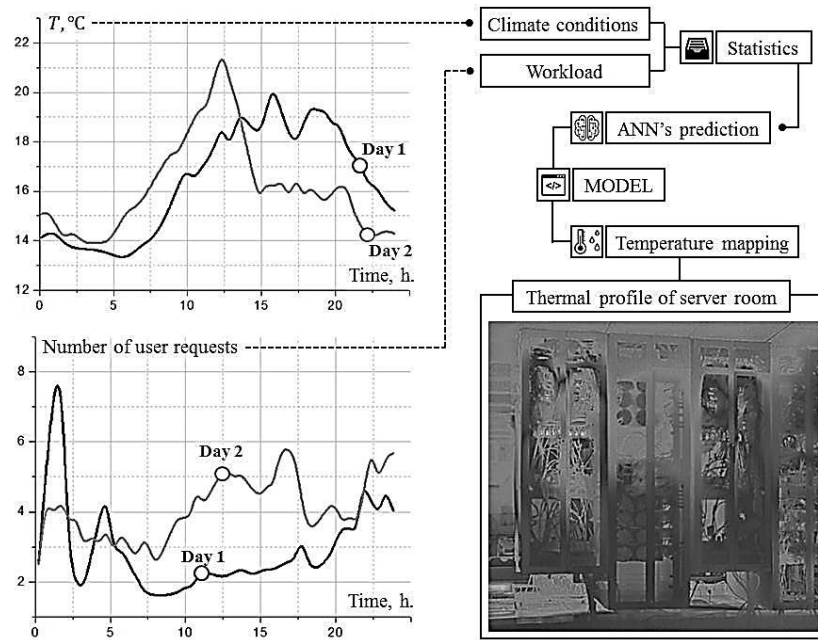 T, °C
22
20
18
16
14
12
Day 1
Day 2
Time, h.
0
5
10
15
20
Number of user requests
8
6
4
2
Day 2
Day 1
Time, h.
0
5
10
15
20
Climate conditions
Workload
Statistics
ANN's prediction
</> MODEL
Temperature mapping
Thermal profile of server room